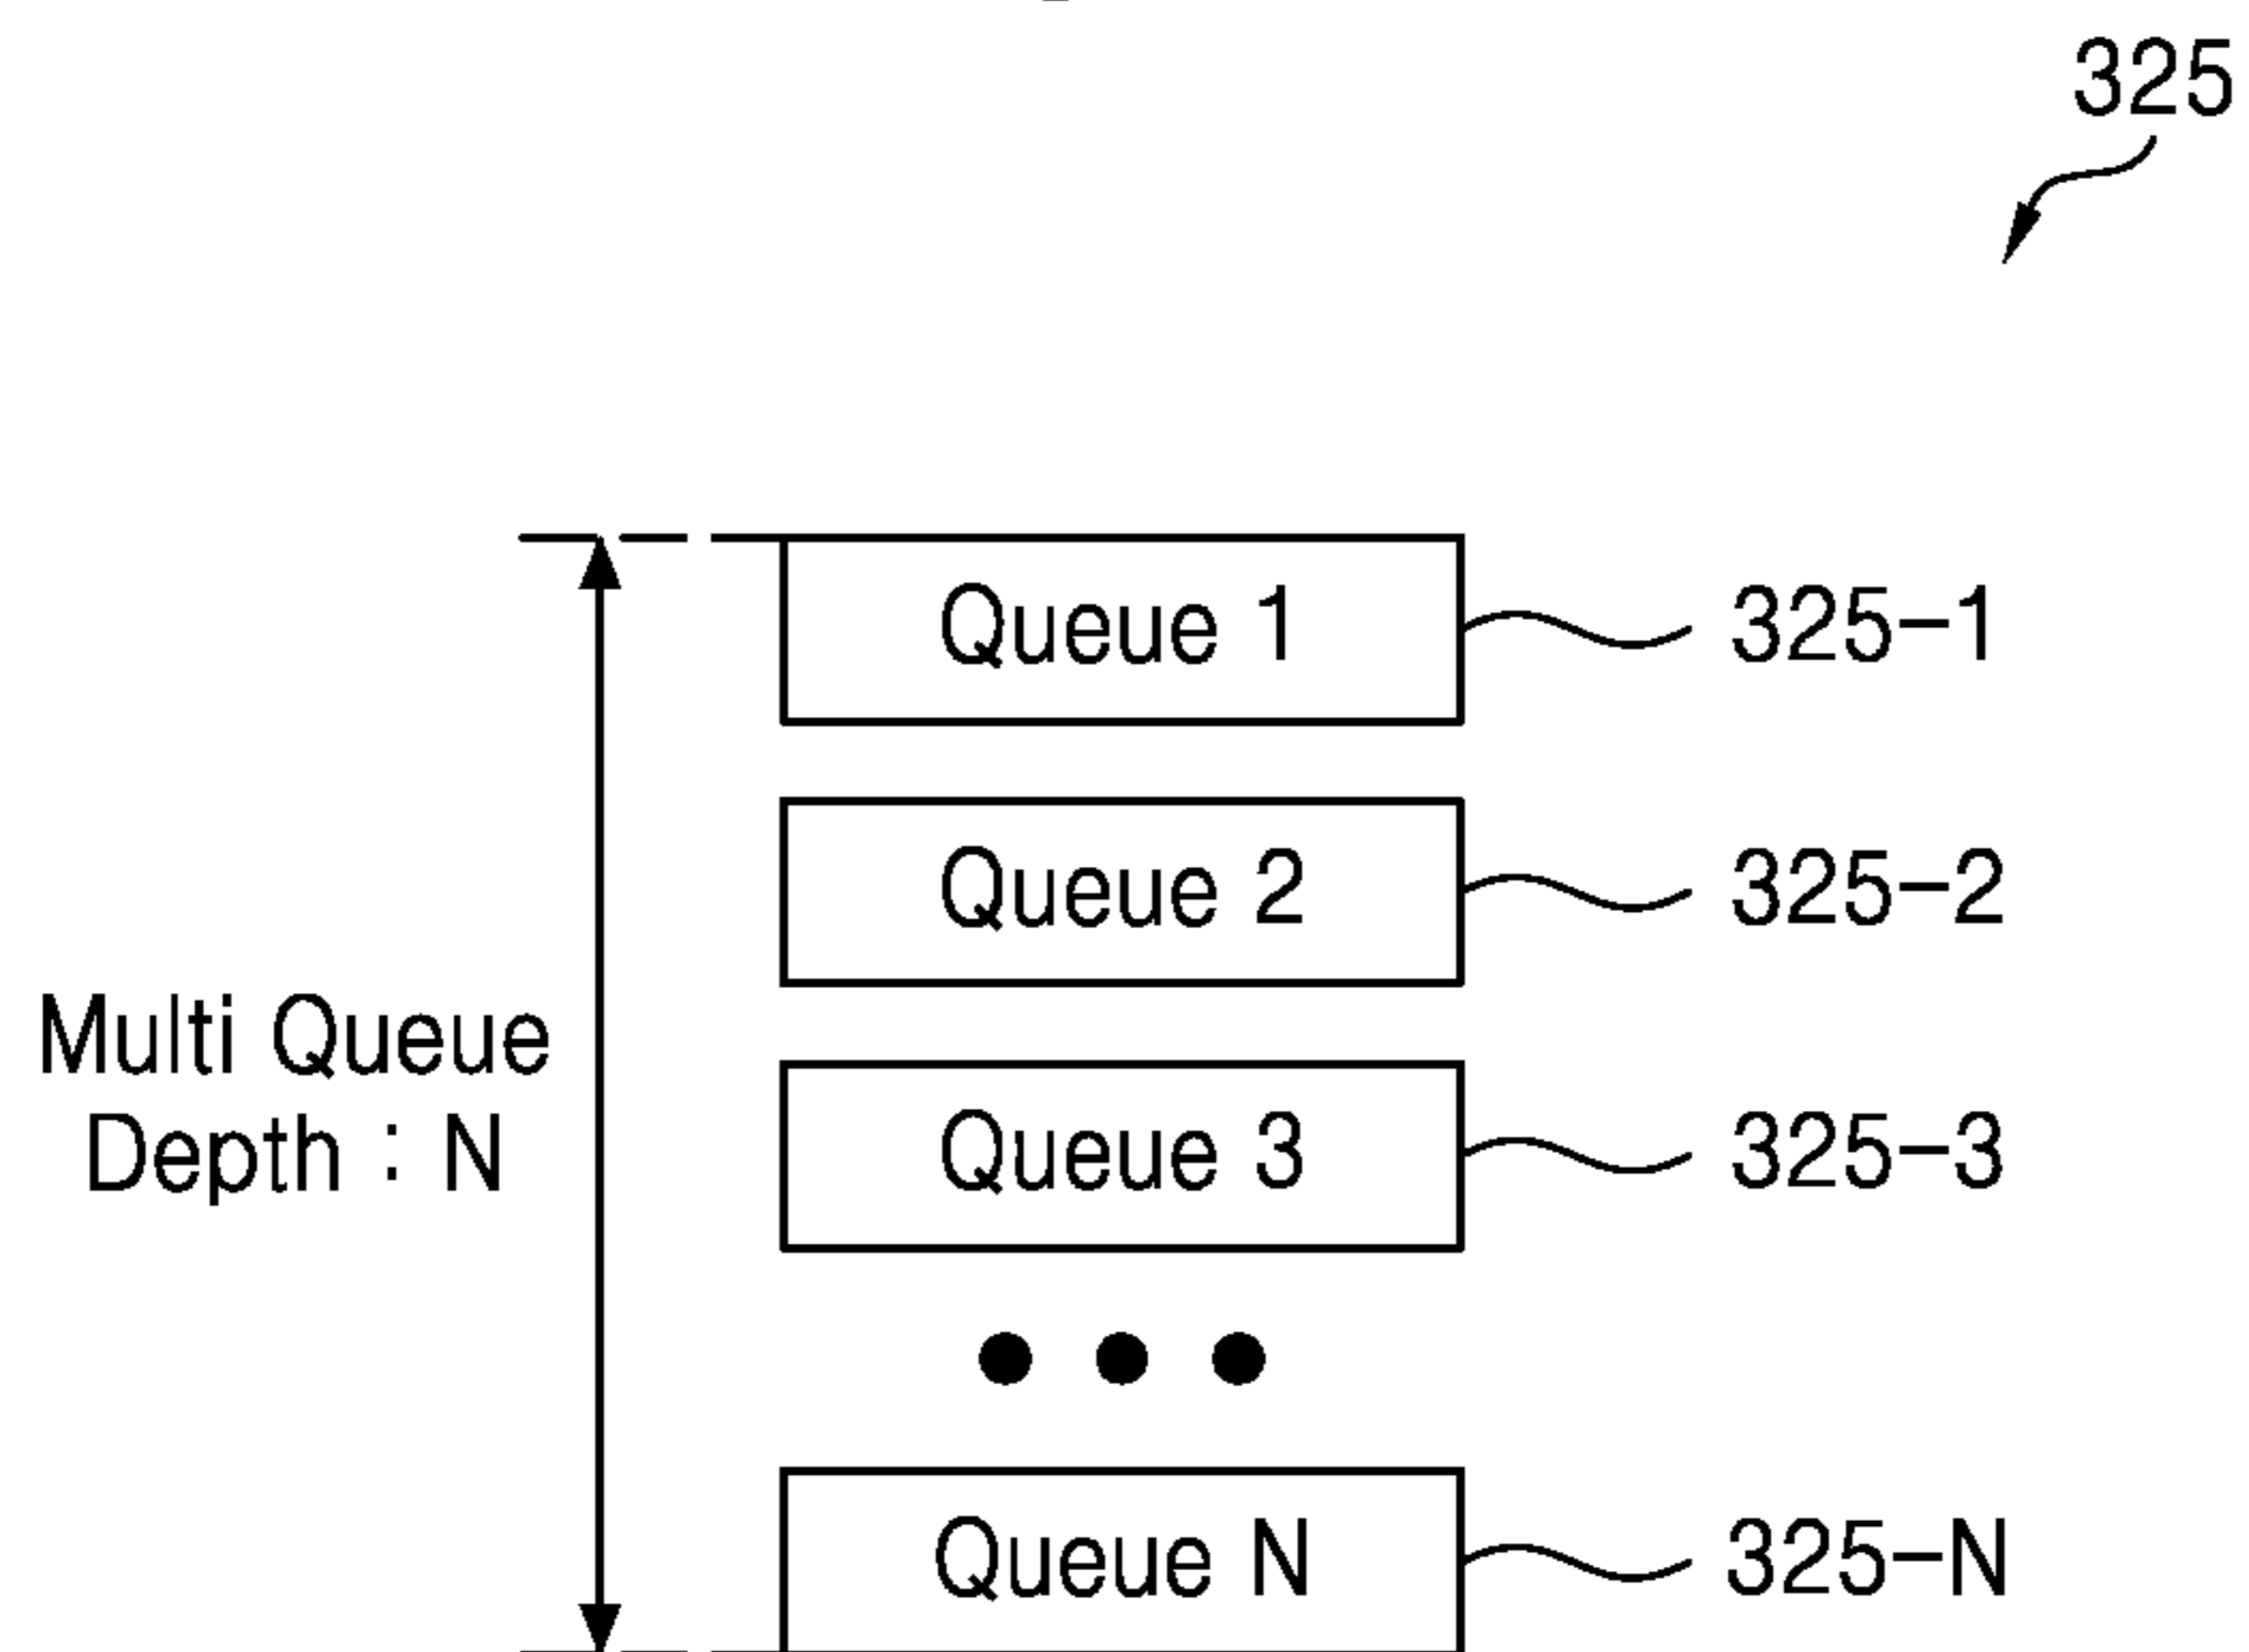 325
Queue 1
325-1
Queue 2
325-2
Multi Queue
Depth : N
Queue 3
325-3
Queue N
325-N